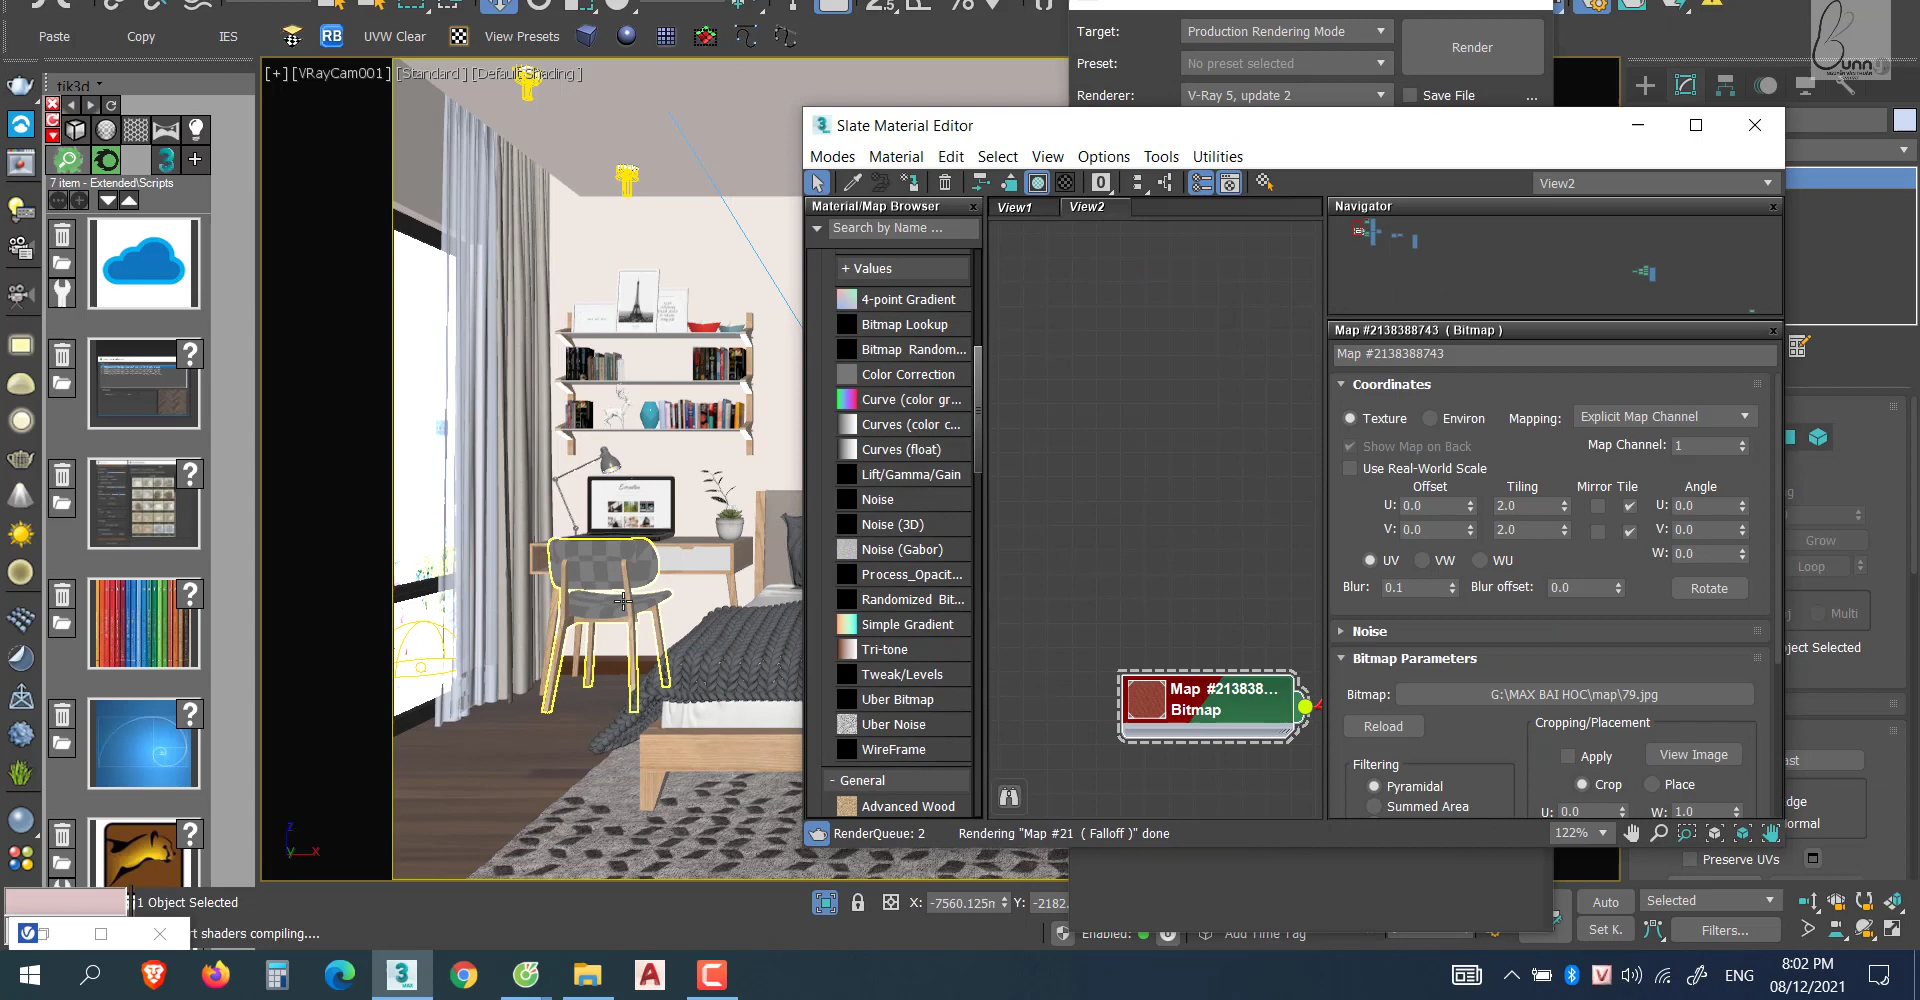 Paste
Copy
IES
RB
UVW Clear
View Presets
Target:
Production Rendering Mode
Render
Preset:
No preset selected
Renderer:
V-Ray 5, update 2
Save File
...
Bunn
tik3d
[+] [VRayCam001] [Standard ] [Default Shading ]
7 item - Extended\Scripts
Slate Material Editor
Modes
Material
Edit
Select
View
Options
Tools
Utilities
View2
Material/Map Browser
View1
View2
Navigator
Search by Name ...
+ Values
4-point Gradient
Bitmap Lookup
Bitmap Random...
Color Correction
Curve (color gr...
Curves (color c...
Curves (float)
Lift/Gamma/Gain
Noise
Noise (3D)
Noise (Gabor)
Process_Opacit...
Randomized Bit...
Simple Gradient
Tri-tone
Tweak/Levels
Uber Bitmap
Uber Noise
WireFrame
- General
Advanced Wood
Map #213838...
Bitmap
Map #2138388743 ( Bitmap )
Map #2138388743
Coordinates
Texture
Environ
Mapping:
Explicit Map Channel
Show Map on Back
Map Channel:
1
Use Real-World Scale
Offset
Tiling
Mirror Tile
Angle
U: 0.0
2.0
U: 0.0
V: 0.0
2.0
V: 0.0
W: 0.0
UV
VW
WU
Blur:
0.1
Blur offset:
0.0
Rotate
Noise
Bitmap Parameters
Bitmap:
G:\MAX BAI HOC\map\79.jpg
Reload
Cropping/Placement
Apply
View Image
Filtering
Pyramidal
Crop
Place
Summed Area
U: 0.0
W: 1.0
RenderQueue: 2
Rendering "Map #21 ( Falloff )" done
122%
Grow
Loop
Multi
ject Selected
ast
dge
ormal
Preserve UVs
1 Object Selected
X: -7560.125m
Y: -2182.
Auto
Selected
rt shaders compiling....
Enabled:
Add Time Tag
Set K.
Filters...
ENG
8:02 PM
08/12/2021